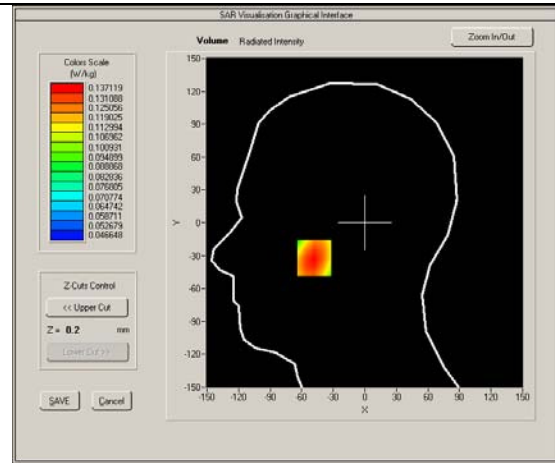 SAR Visualisation Graphical Interface
Volume Radiated Intensity
Zoom In/Out
Colors Scale
(W/kg)
0.137119
0.131088
0.125056
0.119025
0.112994
0.106962
0.100931
0.094899
0.088868
0.082836
0.076805
0.070774
0.064742
0.058711
0.052679
0.046648
Z-Cuts Control
<< Upper Cut
Z = 0.2 mm
Lower Cut >>
SAVE Cancel
150
120
90
60
30
Y 0
-30
-60
-90
-120
-150
-150 -120 -90 -60 -30 0 30 60 90 120 150
X